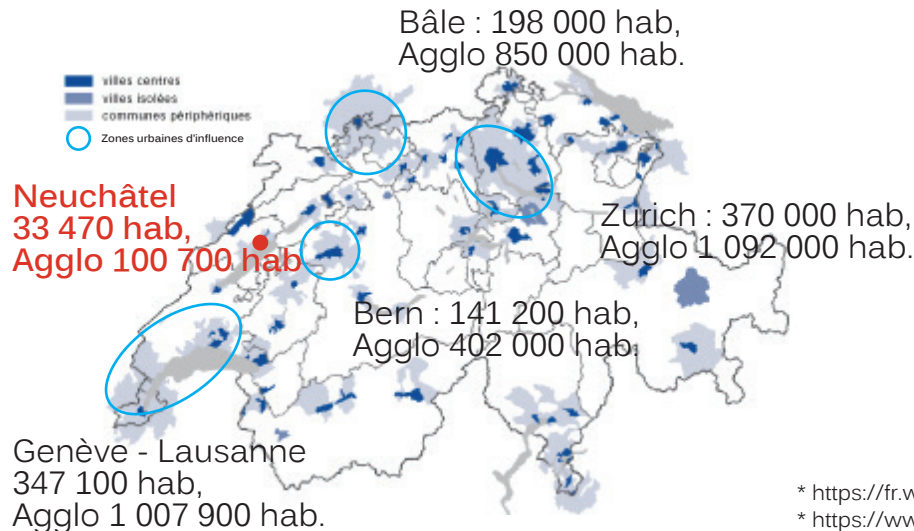 Bâle : 198 000 hab,
Agglo 850 000 hab.
villes centres
villes isolées
communes périphériques
Zones urbaines d'influence
Neuchâtel
33 470 hab,
Agglo 100 700 hab
Zurich : 370 000 hab,
Agglo 1 092 000 hab.
Bern : 141 200 hab,
Agglo 402 000 hab.
Genève - Lausanne
347 100 hab,
Agglo 1 007 900 hab.
* https://fr.w
* https://ww